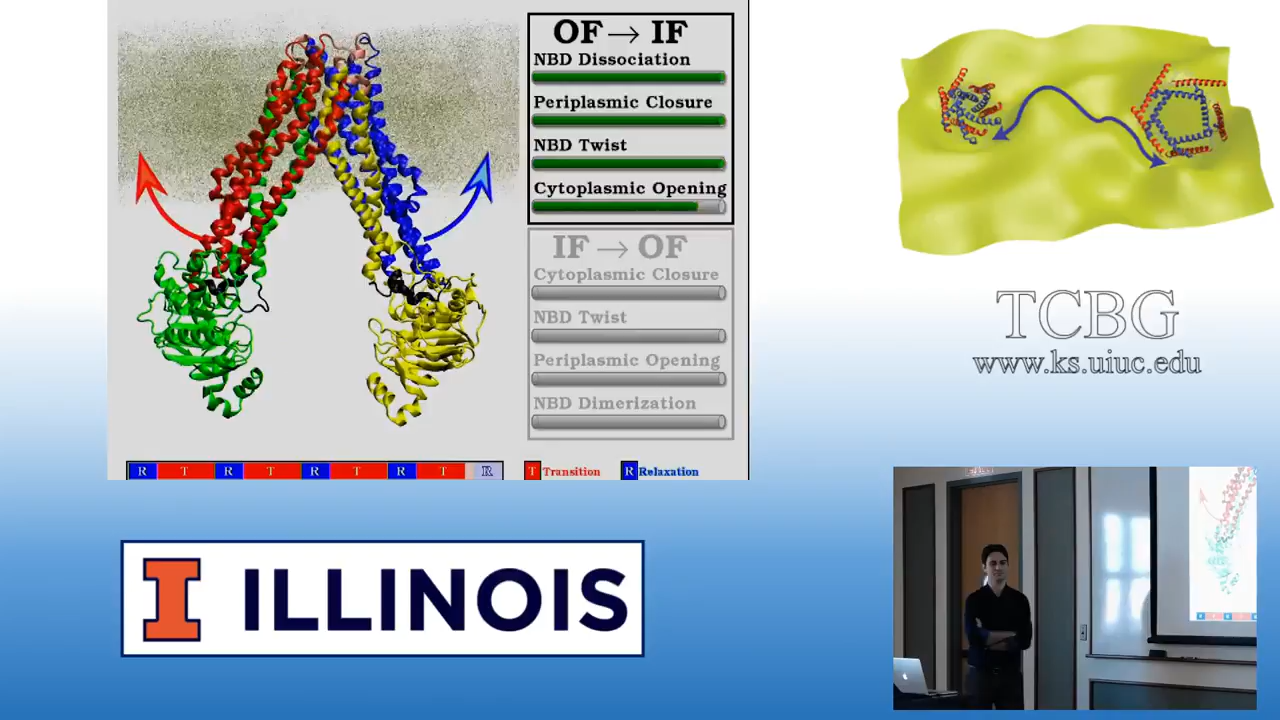 OF → IF
NBD Dissociation
Periplasmic Closure
NBD Twist
Cytoplasmic Opening
IF → OF
Cytoplasmic Closure
NBD Twist
Periplasmic Opening
NBD Dimerization
R T R T R T R T R T Transition R Relaxation
TCBG
www.ks.uiuc.edu
I ILLINOIS